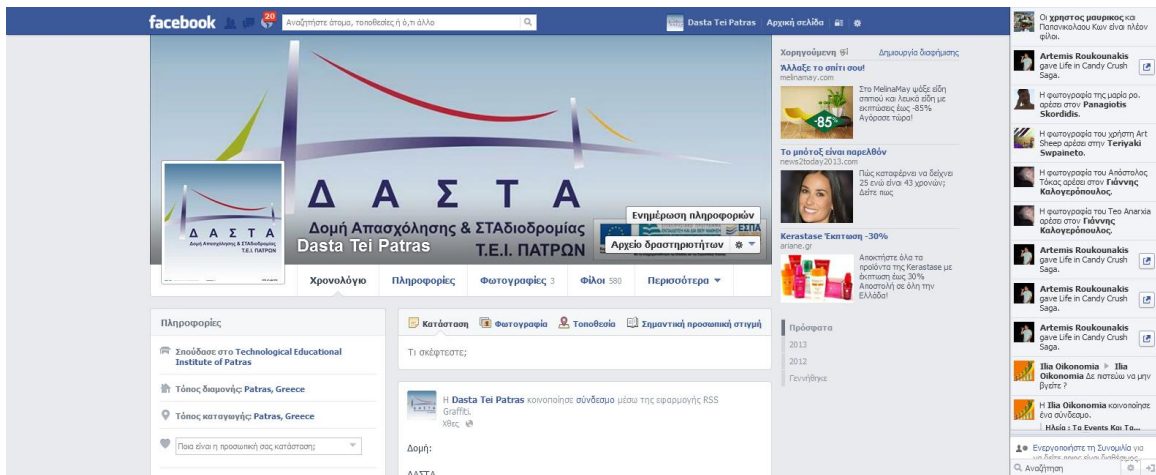 facebook
20
Αναζητήστε άτομα, τοποθεσίες ή ό,τι άλλο
Dasta Tei Patras
Αρχική σελίδα
ΔΑΣΤΑ
Δομή Απασχόλησης & ΣΤΑδιοδρομίας
Τ.Ε.Ι. ΠΑΤΡΩΝ
ΕΣΠΑ
ΔΑΣΤΑ
Δομή Απασχόλησης & ΣΤΑδιοδρομίας
Τ.Ε.Ι. ΠΑΤΡΩΝ
Dasta Tei Patras
Ενημέρωση πληροφοριών
Αρχείο δραστηριοτήτων
Χρονολόγιο
Πληροφορίες
Φωτογραφίες 3
Φίλοι 580
Περισσότερα
Πληροφορίες
Σπούδασε στο Technological Educational
Institute of Patras
Τόπος διαμονής: Patras, Greece
Τόπος καταγωγής: Patras, Greece
Ποια είναι η προσωπική σας κατάσταση;
Κατάσταση
Φωτογραφία
Τοποθεσία
Σημαντική προσωπική στιγμή
Τι σκέφτεστε;
Η Dasta Tei Patras κοινοποίησε σύνδεσμο μέσω της εφαρμογής RSS
Graffiti.
Χθες
Δομή:
ΔΑΣΤΑ
Χορηγούμενη
Δημιουργία διαφήμισης
Άλλαξε το σπίτι σου!
melinamay.com
-85%
Στο MelinaMay ψάξε είδη
σπιτιού και λευκά είδη με
εκπτώσεις έως -85%
Αγόρασε τώρα!
Το μπότοξ είναι παρελθόν
news2today2013.com
Πώς καταφέρνει να δείχνει
25 ενώ είναι 43 χρονών;
Δείτε πως
Kerastase Έκπτωση -30%
ariane.gr
Αποκτήστε όλα τα
προϊόντα της Kerastase με
έκπτωση έως 30%
Αποστολή σε όλη την
Ελλάδα!
Πρόσφατα
2013
2012
Γεννήθηκε
Οι χρηστος μαυρικος και
Παπανικολαου Κων είναι πλέον
φίλοι.
Artemis Roukounakis
gave Life in Candy Crush
Saga.
Η φωτογραφία της μαρία ρο.
αρέσει στον Panagiotis
Skordidis.
Η φωτογραφία του χρήστη Art
Sheep αρέσει στην Teriyaki
Swpaineto.
Η φωτογραφία του Απόστολος
Τόκας αρέσει στον Γιάννης
Καλογερόπουλος.
Η φωτογραφία του Teo Anarxia
αρέσει στον Γιάννης
Καλογερόπουλος.
Artemis Roukounakis
gave Life in Candy Crush
Saga.
Artemis Roukounakis
gave Life in Candy Crush
Saga.
Artemis Roukounakis
gave Life in Candy Crush
Saga.
Ilia Oikonomia Ilia
Oikonomia Δε πιστεύω να μην
βγείτε ?
Η Ilia Oikonomia κοινοποίησε
ένα σύνδεσμο.
Ηλεία : Τα Events Και Τα...
Ενεργοποιήστε τη Συνομιλία για
να δείτε ποιος είναι διαθέσιμος.
Αναζήτηση